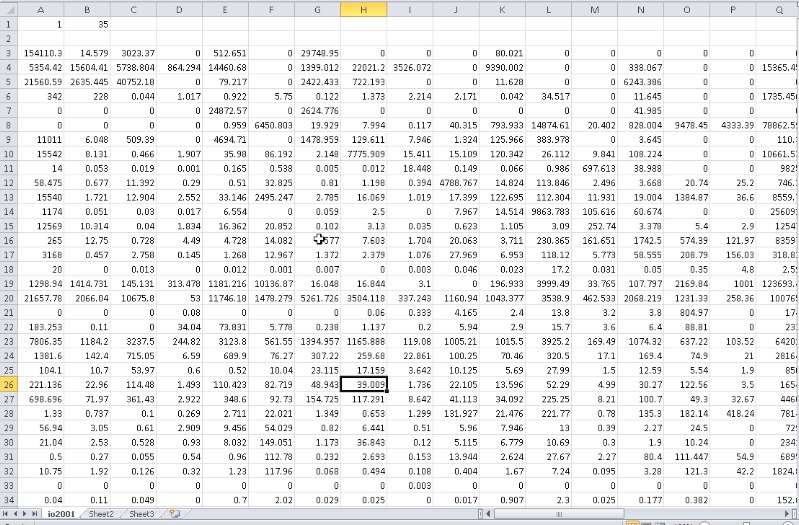 A B C D E F G H I J K L M N O P Q
1 1 35
2
3 154110.3 14.579 3023.37 0 512.651 0 29748.95 0 0 0 80.021 0 0 0 0 0
4 5354.42 15604.41 5738.804 864.294 14460.68 0 1399.012 22021.2 3526.072 0 9390.002 0 0 338.067 0 0 15365.4
5 21560.59 2635.445 40752.18 0 79.217 0 2422.433 722.193 0 0 11.628 0 0 6243.386 0 0
6 342 228 0.044 1.017 0.922 5.75 0.122 1.373 2.214 2.171 0.042 34.517 0 11.645 0 0 1735.45
7 0 0 0 0 24872.57 0 2624.776 0 0 0 0 0 0 41.985 0 0
8 0 0 0 0 0.959 6450.803 19.929 7.994 0.117 40.315 793.933 14874.61 20.402 828.004 9478.45 4333.39 78862.5
9 11011 6.048 509.39 0 4694.71 0 1478.959 129.611 7.946 1.324 125.966 383.978 0 3.645 0 0 110.
10 15542 8.131 0.466 1.907 35.98 86.192 2.148 7775.909 15.411 15.109 120.342 26.112 9.841 108.224 0 0 10661.5
11 14 0.053 0.019 0.001 0.165 0.538 0.005 0.012 18.448 0.149 0.066 0.986 697.613 38.988 0 0 982
12 58.475 0.677 11.392 0.29 0.51 32.825 0.81 1.198 0.394 4788.767 14.824 113.846 2.496 3.668 20.74 25.2 746.
13 15540 1.721 12.904 2.552 33.146 2495.247 2.785 16.069 1.019 17.399 122.695 112.304 11.931 19.004 1384.87 36.6 8559.
14 1174 0.051 0.03 0.017 6.554 0 0.059 2.5 0 7.967 14.514 9863.783 105.616 60.674 0 0 25609
15 12569 10.314 0.04 1.834 16.362 20.852 0.102 3.13 0.035 0.623 1.105 3.09 252.74 3.378 5.4 2.9 1254
16 265 12.75 0.728 4.49 4.728 14.082 577 7.603 1.704 20.063 3.711 230.365 161.651 1742.5 574.39 121.97 8359
17 3168 0.457 2.758 0.145 1.268 12.967 1.372 2.379 1.076 27.969 6.953 118.12 5.773 58.555 208.79 156.03 318.8
18 20 0 0.013 0 0.012 0.001 0.007 0 0.003 0.046 0.023 17.2 0.031 0.05 0.35 4.8 2.5
19 1298.94 1414.731 145.131 313.478 1181.216 10136.87 16.048 16.844 3.1 0 196.933 3999.49 33.765 107.797 2169.84 1001 123693.
20 21657.78 2066.04 10675.8 53 11746.18 1478.279 5261.726 3504.118 337.243 1160.94 1043.377 3538.9 462.533 2068.219 1231.33 258.36 10076
21 0 0 0 0.08 0 0 0 0.06 0.333 4.165 2.4 13.8 3.2 3.8 804.97 0 17
22 183.253 0.11 0 34.04 73.831 5.778 0.238 1.137 0.2 5.94 2.9 15.7 3.6 6.4 88.81 0 23
23 7806.35 1184.2 3237.5 244.82 3123.8 561.55 1394.957 1165.888 119.08 1005.21 1015.5 3925.2 169.49 1074.32 637.22 103.52 6420
24 1381.6 142.4 715.05 6.59 689.9 76.27 307.22 259.68 22.861 100.25 70.46 320.5 17.1 169.4 74.9 21 2816
25 104.1 10.7 53.97 0.6 0.52 10.04 23.115 17.159 3.642 10.125 5.69 27.99 1.5 12.59 5.54 1.9 85
26 221.136 22.96 114.48 1.493 110.423 82.719 48.943 39.009 1.736 22.105 13.596 52.29 4.99 30.27 122.56 3.5 165
27 698.696 71.97 361.43 2.922 348.6 92.73 154.725 117.291 8.642 41.113 34.092 225.25 8.21 100.7 49.3 32.67 446
28 1.33 0.737 0.1 0.269 2.711 22.021 1.349 0.653 1.299 131.927 21.476 221.77 0.78 135.3 182.14 418.24 781
29 56.94 3.05 0.61 2.909 9.456 54.029 0.82 6.441 0.51 5.96 7.946 13 0.39 2.27 24.5 0 72
30 21.04 2.53 0.528 0.93 8.032 149.051 1.173 36.843 0.12 5.115 6.779 10.69 0.3 1.9 10.24 0 234
31 0.5 0.27 0.055 0.54 0.96 112.78 0.232 2.693 0.153 13.944 2.624 27.67 2.27 80.4 111.447 54.9 689
32 10.75 1.92 0.126 0.32 1.23 117.96 0.068 0.494 0.108 0.404 1.67 7.24 0.095 3.28 121.3 42.2 1824.
33 0 0 0 0 0 0 0 0 0.003 0 0 0 0 0 0 0
34 0.04 0.11 0.049 0 0.7 2.02 0.029 0.025 0 0.017 0.907 2.3 0.025 0.177 0.382 0 152.
io2001 Sheet2 Sheet3